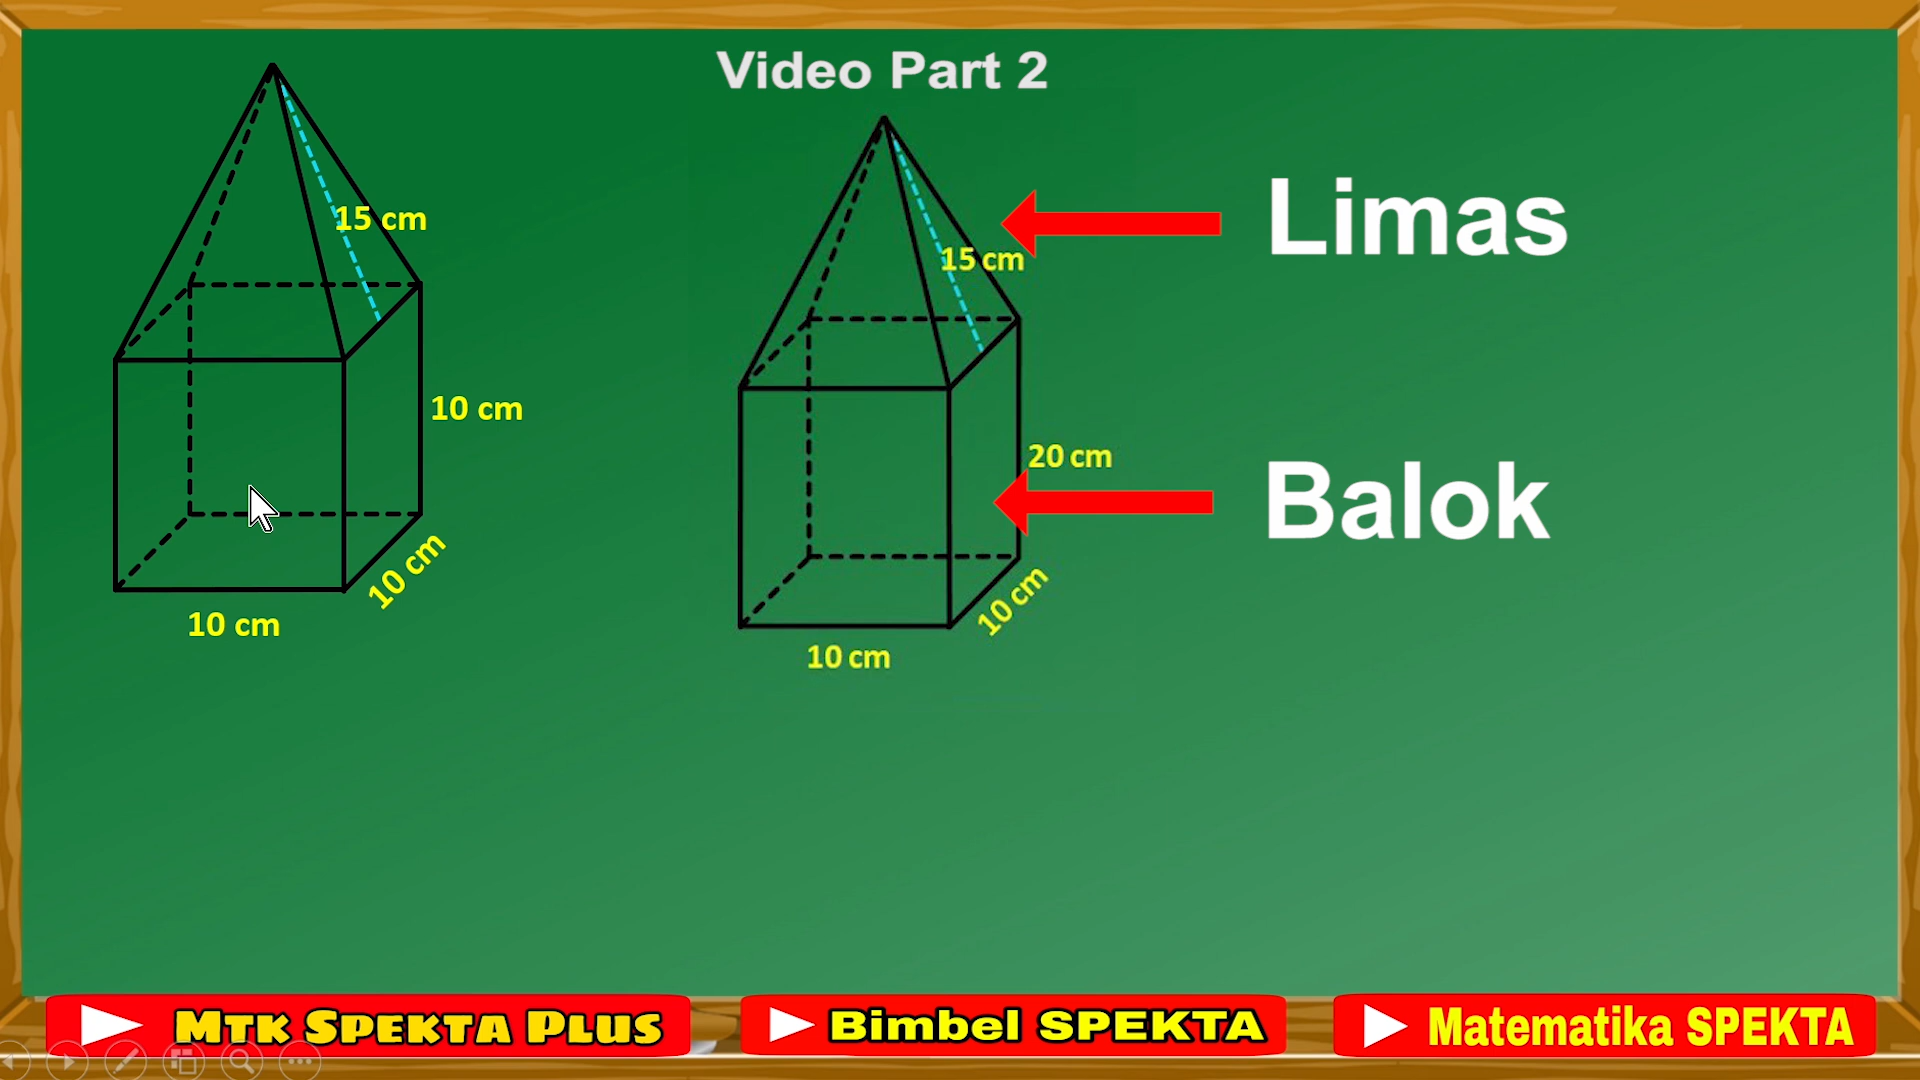 Video Part 2
15 cm
10 cm
10 cm
10 cm
15 cm
20 cm
10 cm
10 cm
Limas
Balok
MTK SPEKTA PLUS
Bimbel SPEKTA
Matematika SPEKTA